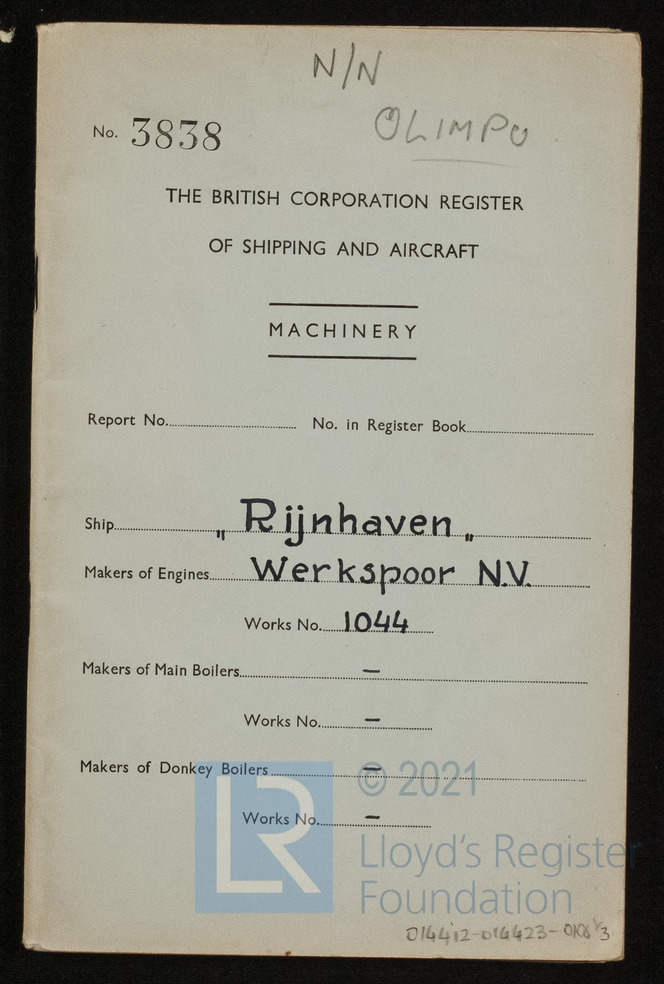 N/N
OLIMPO
No. 3838
THE BRITISH CORPORATION REGISTER
OF SHIPPING AND AIRCRAFT
MACHINERY
Report No. No. in Register Book
Ship „ Rijnhaven „
Makers of Engines Werkspoor N.V.
Works No. 1044
Makers of Main Boilers —
Works No. —
Makers of Donkey Boilers —
Works No. —
© 2021
LR
Lloyd's Register
Foundation
014412-014423-